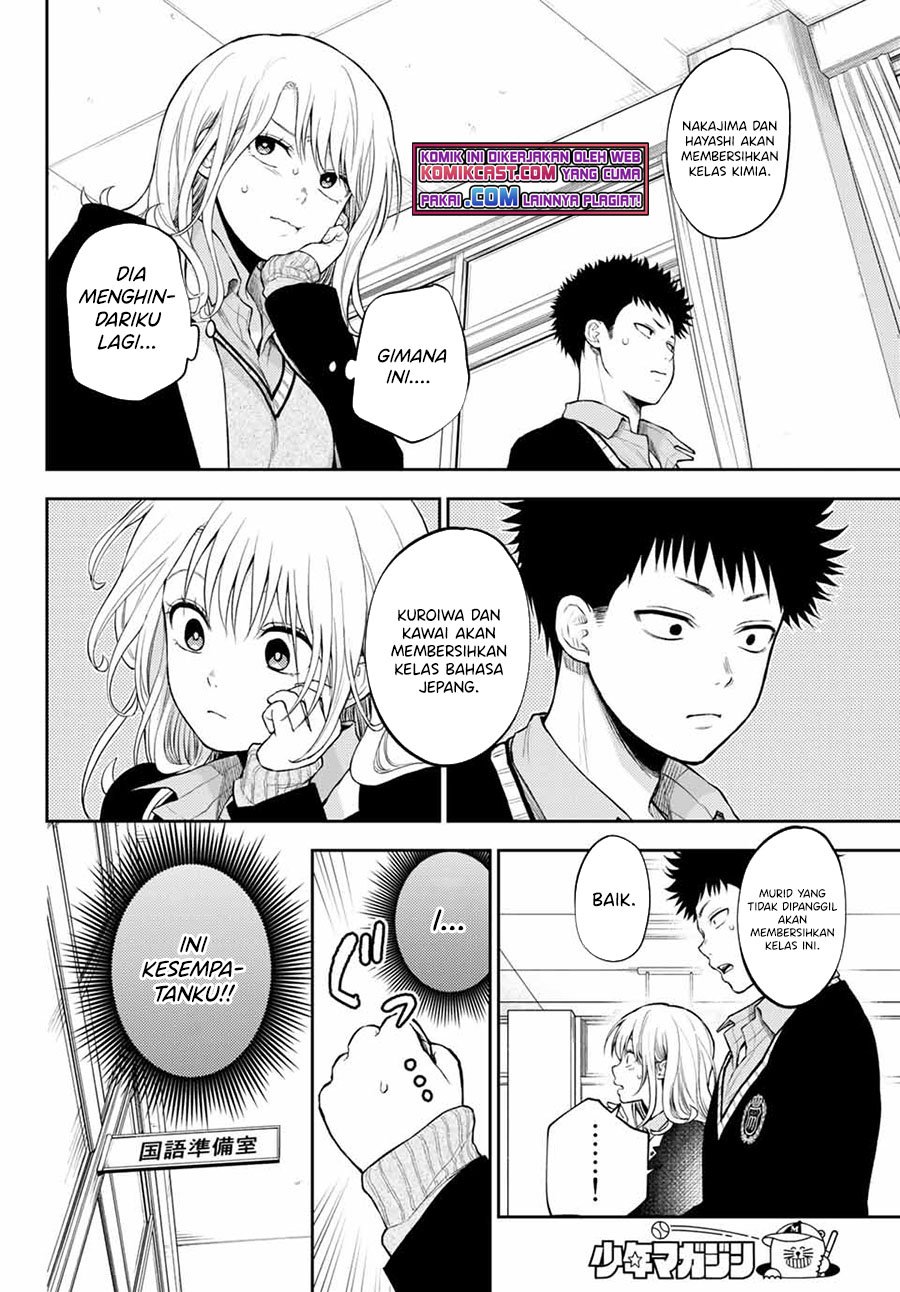 NAKAJIMA DAN
HAYASHI AKAN
MEMBERSIHKAN
KELAS KIMIA.
KOMIK INI DIKERJAKAN OLEH WEB
KOMIKCAST.COM YANG CUMA
PAKAI .COM LAINNYA PLAGIAT!
GIMANA
INI....
DIA
MENGHIN-
DARIKU
LAGI...
KUROIWA DAN
KAWAI AKAN
MEMBERSIHKAN
KELAS BAHASA
JEPANG.
MURID YANG
TIDAK DIPANGGIL
AKAN
MEMBERSIHKAN
KELAS INI.
BAIK.
………
I...
ぐっ
INI
KESEMPA-
TANKU!!
国語準備室
少年マガジン
M